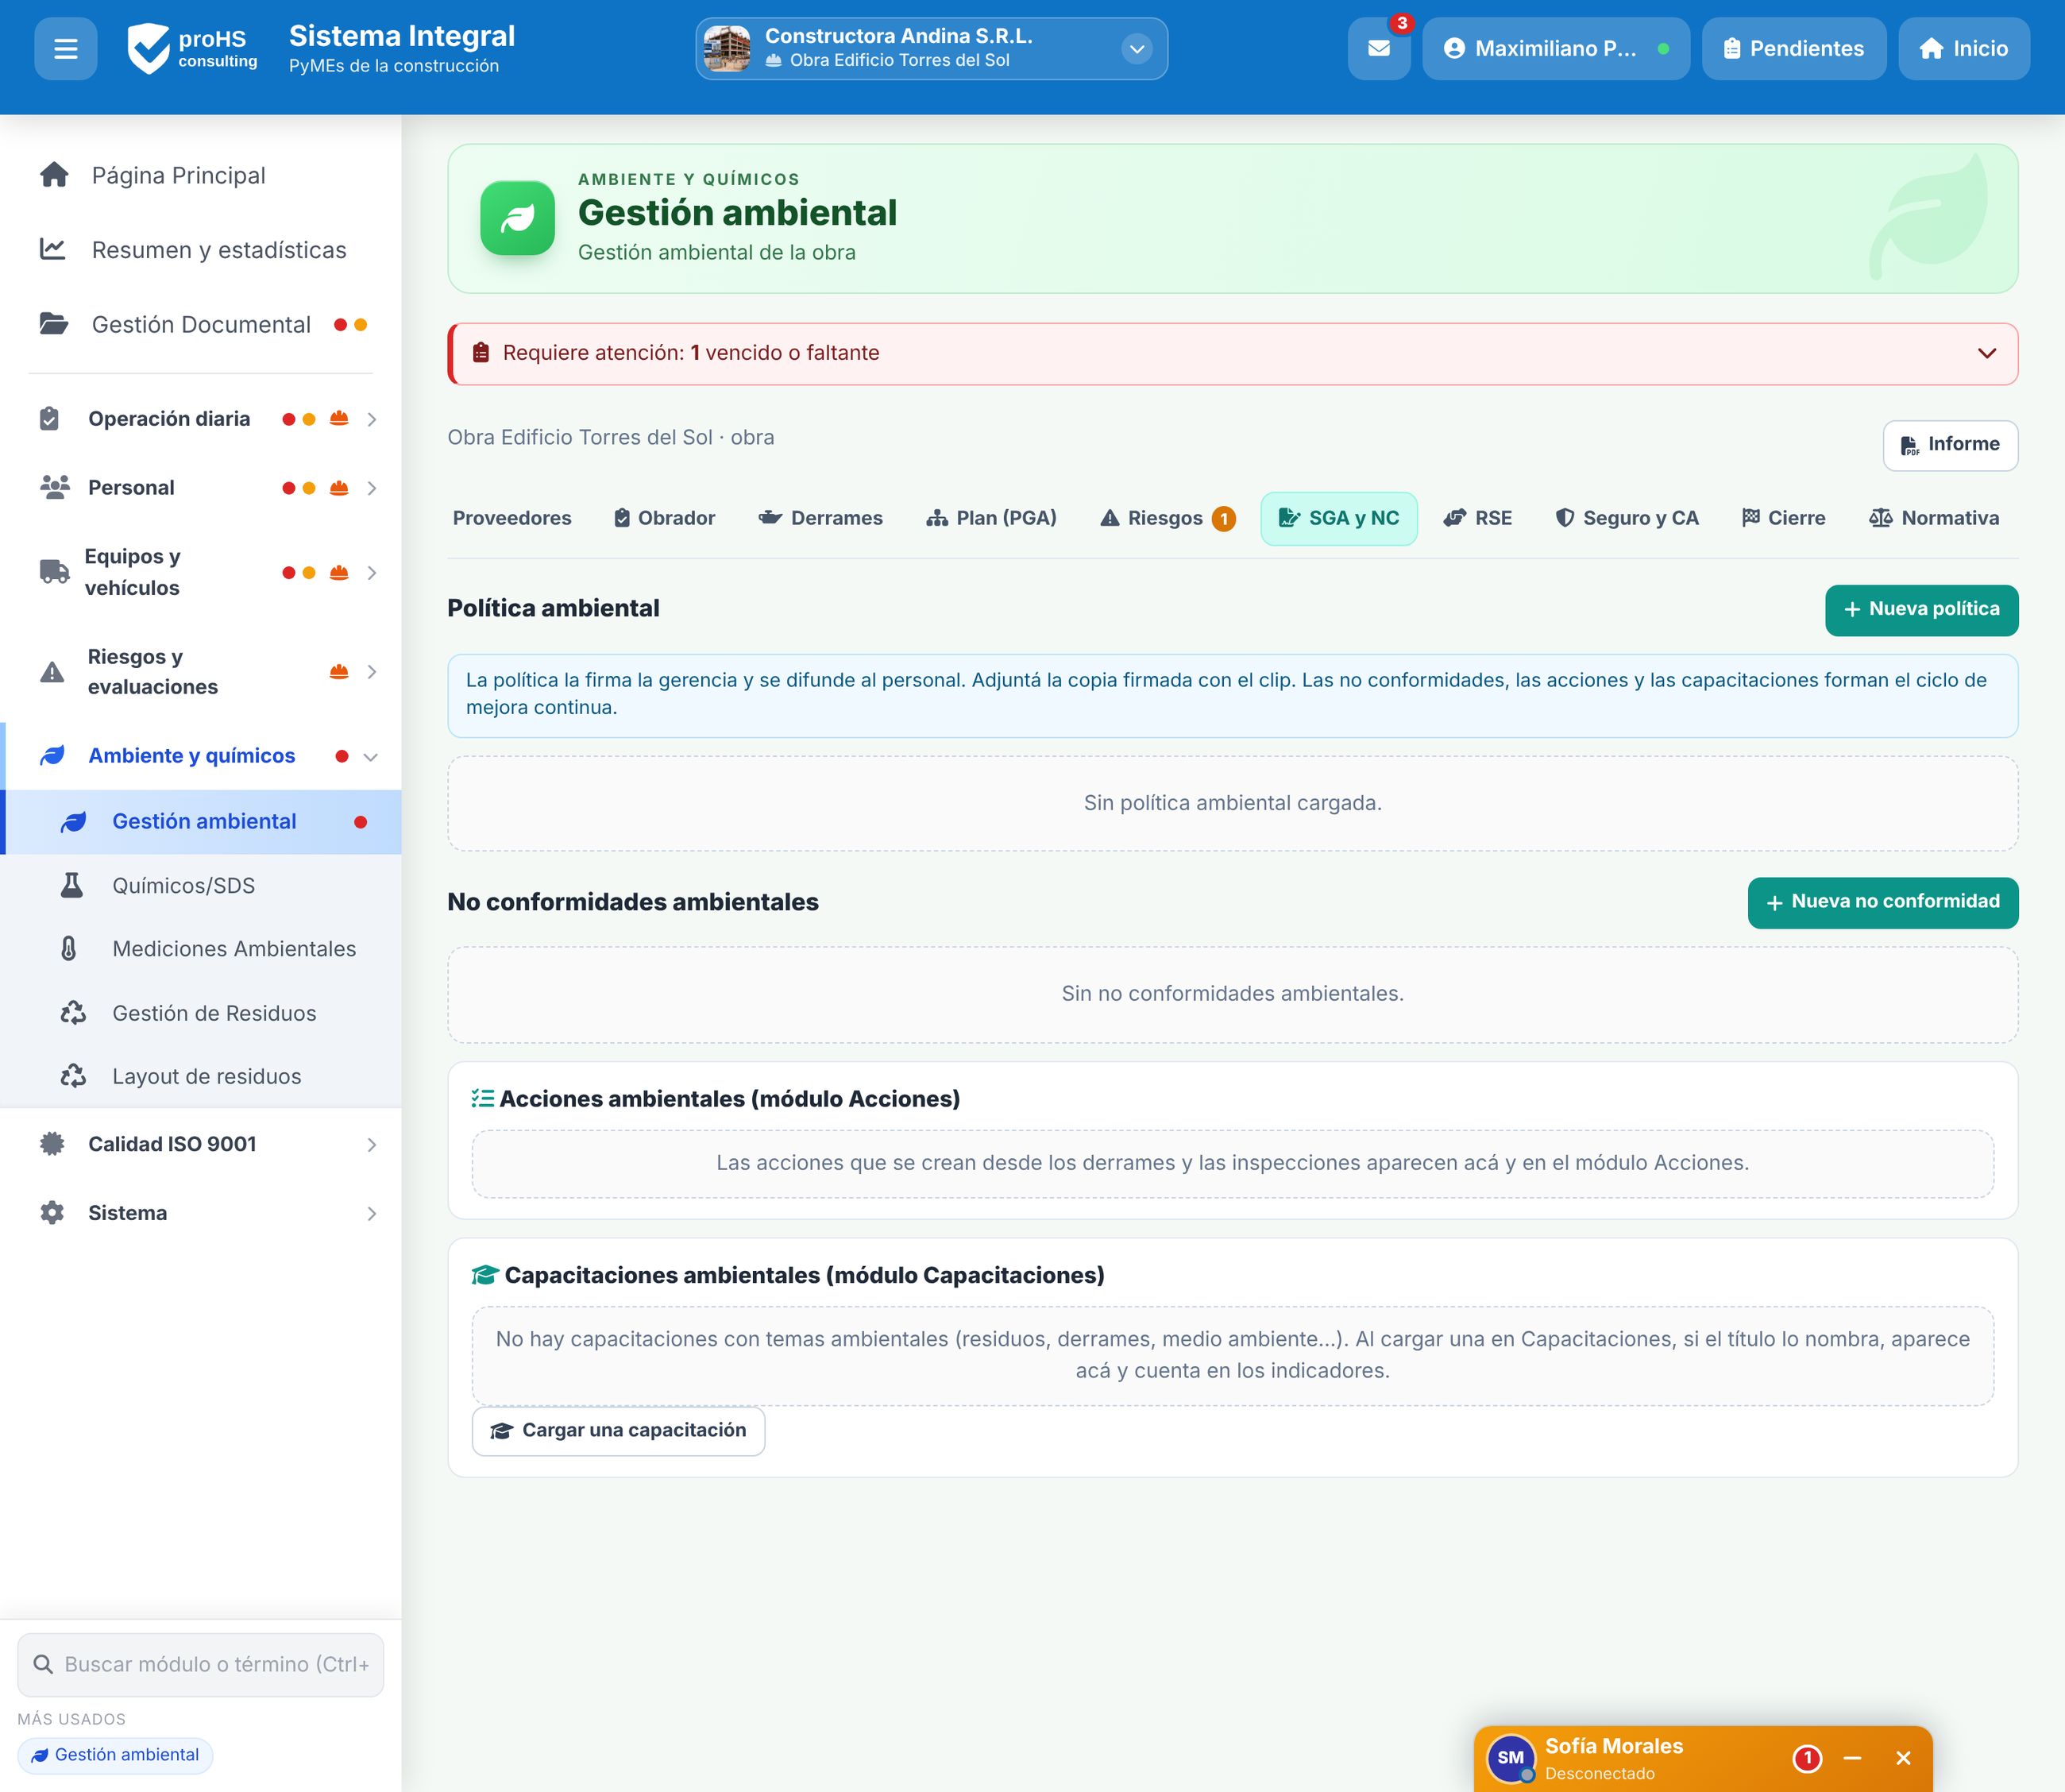 proHS
consulting
Sistema Integral
PyMEs de la construcción
Constructora Andina S.R.L.
Obra Edificio Torres del Sol
3
Maximiliano P...
Pendientes
Inicio
Página Principal
Resumen y estadísticas
Gestión Documental
Operación diaria
Personal
Equipos y
vehículos
Riesgos y
evaluaciones
Ambiente y químicos
Gestión ambiental
Químicos/SDS
Mediciones Ambientales
Gestión de Residuos
Layout de residuos
Calidad ISO 9001
Sistema
Buscar módulo o término (Ctrl+
MÁS USADOS
Gestión ambiental
AMBIENTE Y QUÍMICOS
Gestión ambiental
Gestión ambiental de la obra
Requiere atención: 1 vencido o faltante
Obra Edificio Torres del Sol · obra
PDF Informe
Proveedores Obrador Derrames Plan (PGA) Riesgos 1 SGA y NC RSE Seguro y CA Cierre Normativa
Política ambiental
+ Nueva política
La política la firma la gerencia y se difunde al personal. Adjuntá la copia firmada con el clip. Las no conformidades, las acciones y las capacitaciones forman el ciclo de
mejora continua.
Sin política ambiental cargada.
No conformidades ambientales
+ Nueva no conformidad
Sin no conformidades ambientales.
Acciones ambientales (módulo Acciones)
Las acciones que se crean desde los derrames y las inspecciones aparecen acá y en el módulo Acciones.
Capacitaciones ambientales (módulo Capacitaciones)
No hay capacitaciones con temas ambientales (residuos, derrames, medio ambiente...). Al cargar una en Capacitaciones, si el título lo nombra, aparece
acá y cuenta en los indicadores.
Cargar una capacitación
SM
Sofía Morales
Desconectado
1